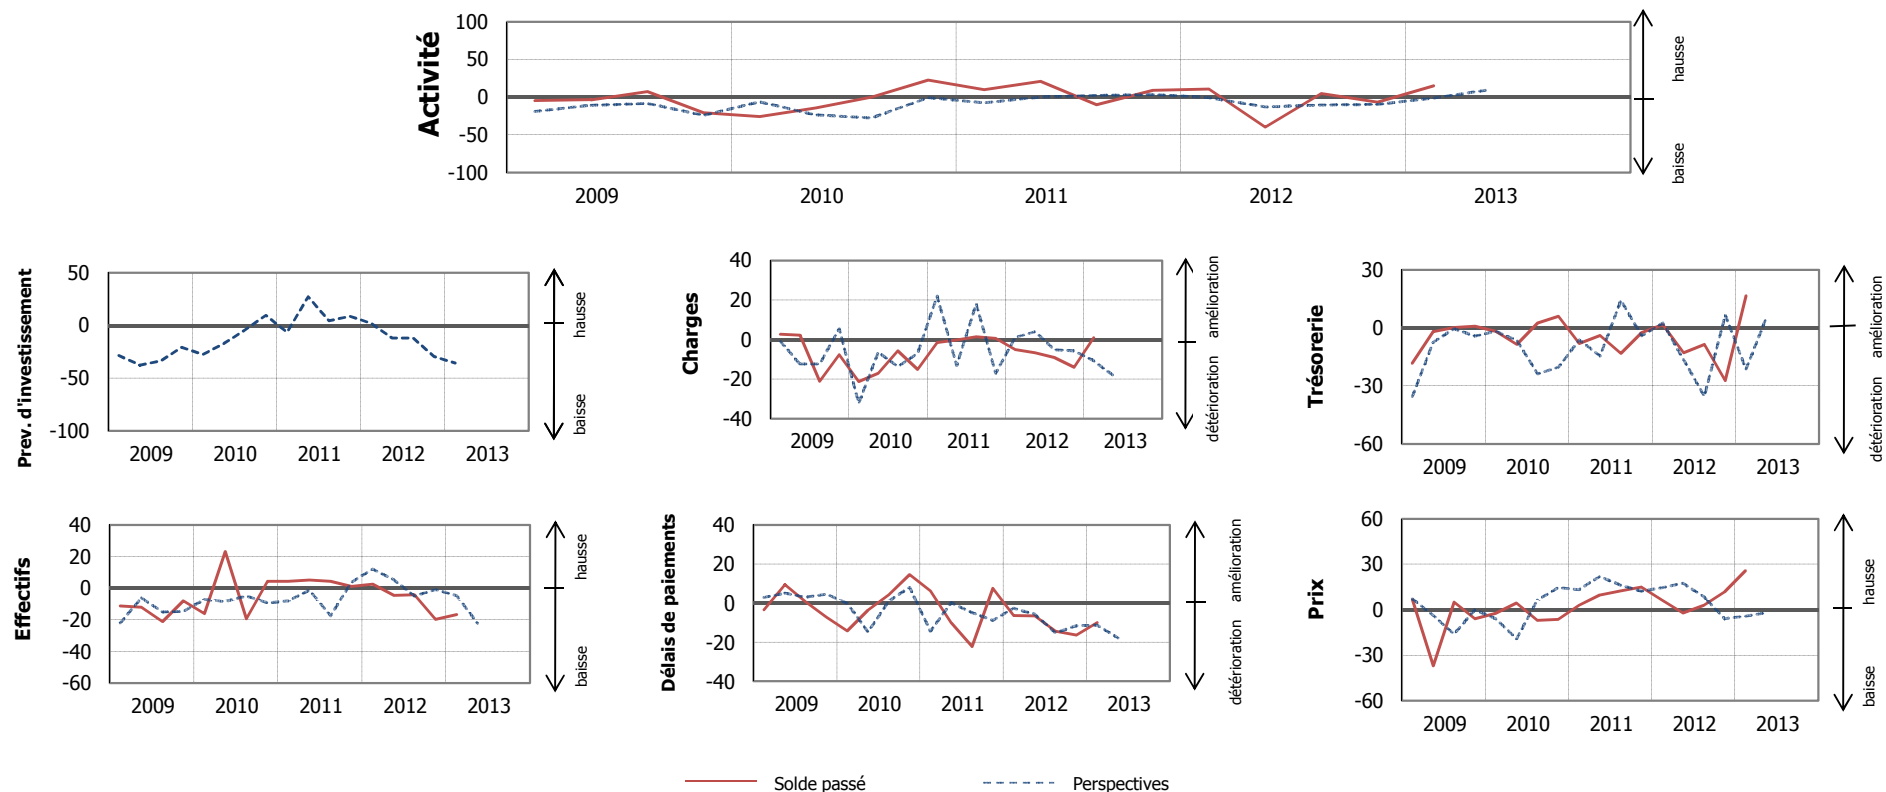 Activité
100
50
0
-50
-100
2009 2010 2011 2012 2013
hausse
baisse
Prev. d'investissement
50
0
-50
-100
2009 2010 2011 2012 2013
hausse
baisse
Charges
40
20
0
-20
-40
2009 2010 2011 2012 2013
amélioration
détérioration
Trésorerie
30
0
-30
-60
2009 2010 2011 2012 2013
amélioration
détérioration
Effectifs
40
20
0
-20
-40
-60
2009 2010 2011 2012 2013
hausse
baisse
Délais de paiements
40
20
0
-20
-40
2009 2010 2011 2012 2013
amélioration
détérioration
Prix
60
30
0
-30
-60
2009 2010 2011 2012 2013
hausse
baisse
Solde passé Perspectives